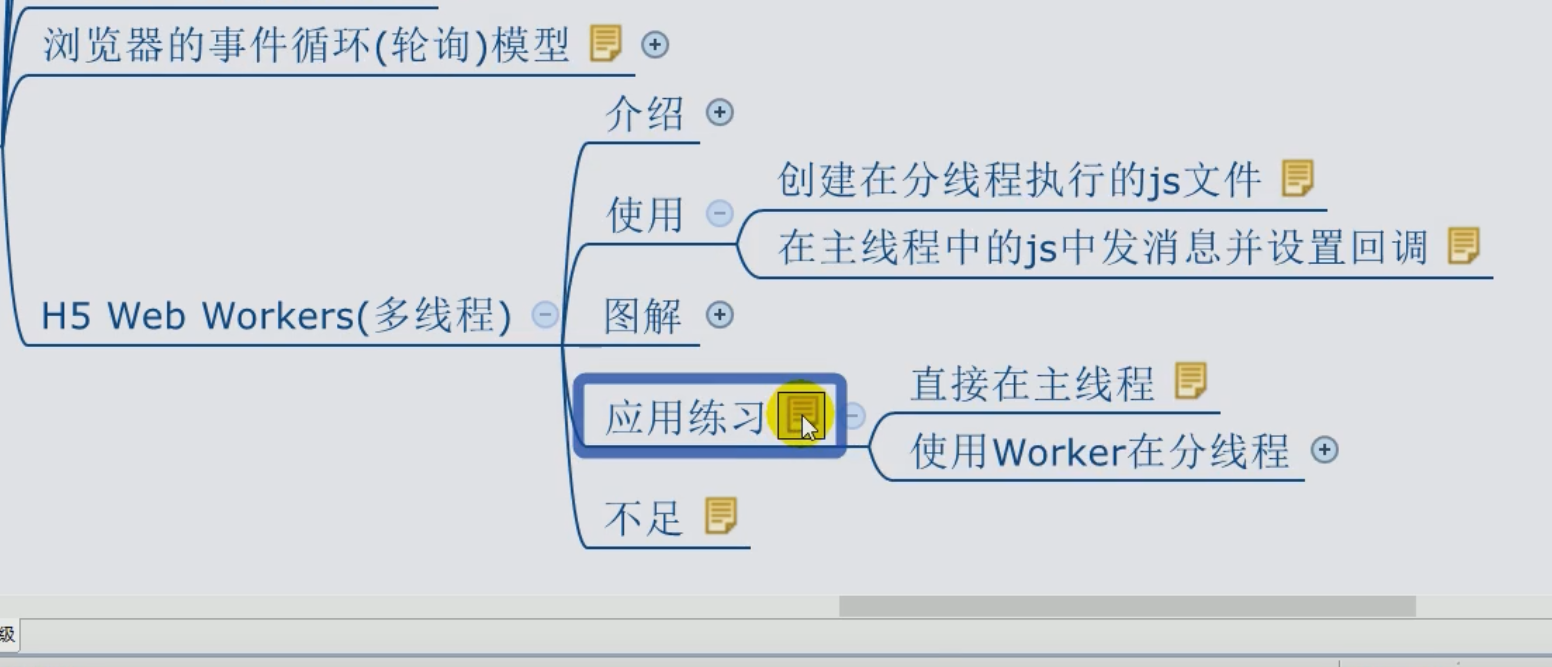 浏览器的事件循环(轮询)模型
介绍
创建在分线程执行的js文件
使用
在主线程中的js中发消息并设置回调
H5 Web Workers(多线程)
图解
直接在主线程
应用练习
使用Worker在分线程
不足
级